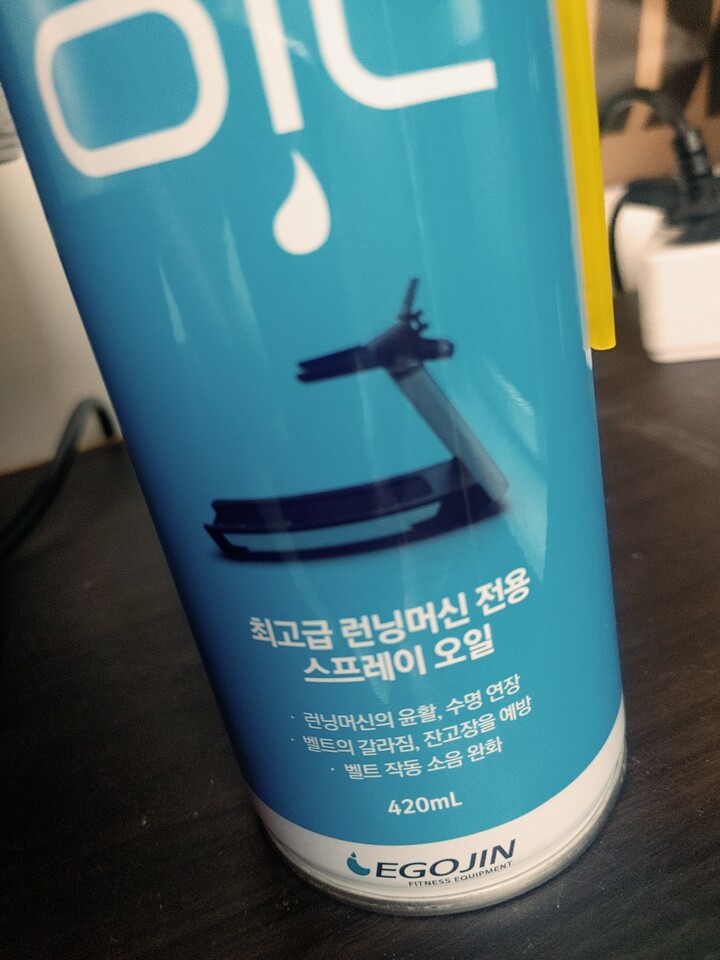 OIL
최고급 런닝머신 전용
스프레이 오일
· 런닝머신의 윤활, 수명 연장
· 벨트의 갈라짐, 잔고장을 예방
· 벨트 작동 소음 완화
420mL
EGOJIN
FITNESS EQUIPMENT